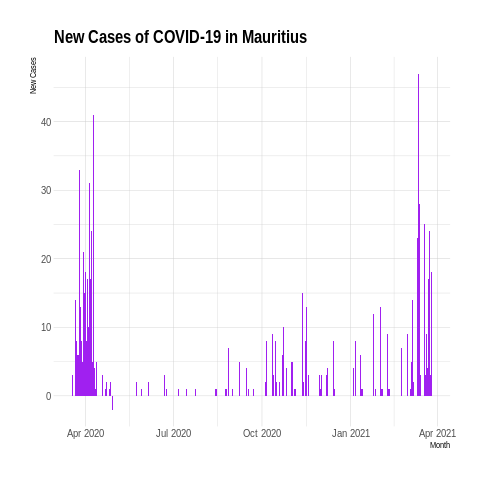 New Cases of COVID-19 in Mauritius
New Cases
40
30
20
10
0
Apr 2020 Jul 2020 Oct 2020 Jan 2021 Apr 2021
Month